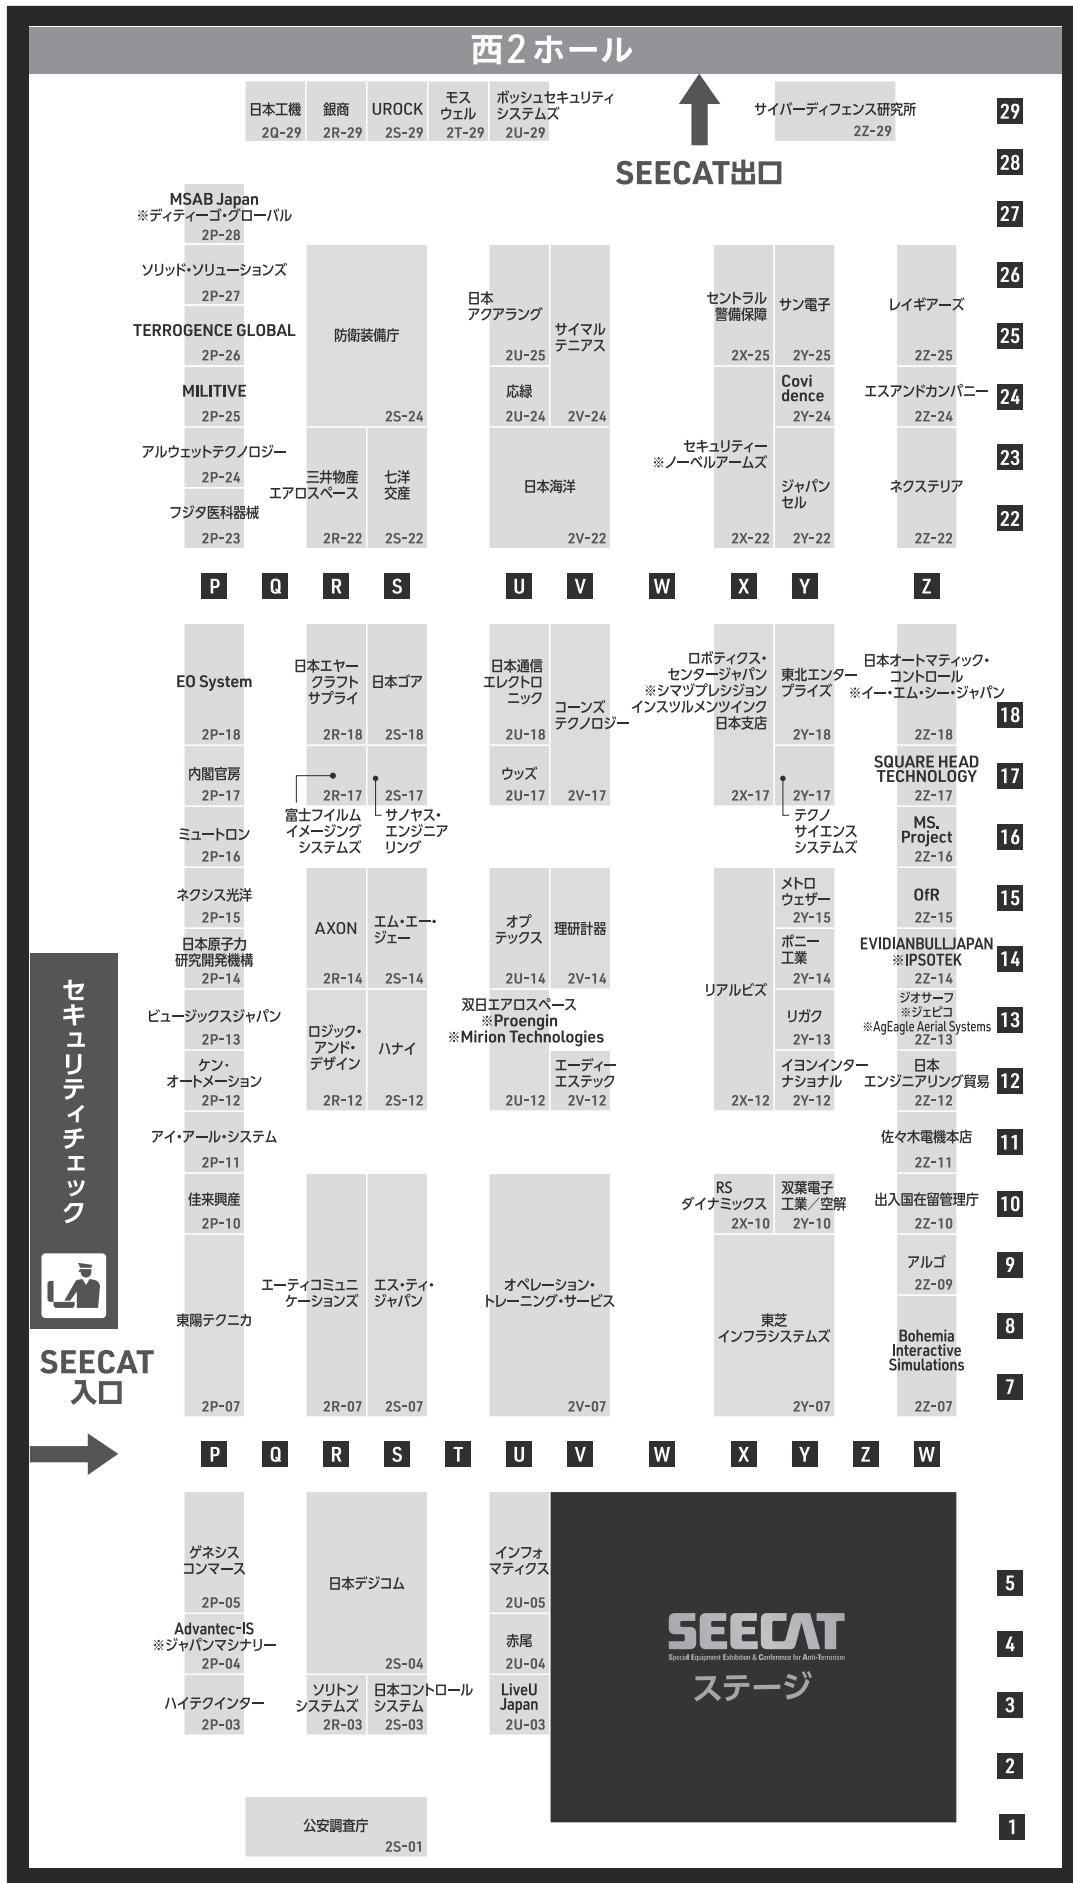 西2ホール
日本工機
2Q-29
銀商
2R-29
UROCK
2S-29
モス
ウェル
2T-29
ボッシュセキュリティ
システムズ
2U-29
サイバーディフェンス研究所
2Z-29
29
SEECAT出口
28
MSAB Japan
※ディティーゴ・グローバル
2P-28
27
ソリッド・ソリューションズ
2P-27
26
TERROGENCE GLOBAL
2P-26
25
MILITIVE
2P-25
24
アルウェットテクノロジー
2P-24
23
フジタ医科器械
2P-23
22
防衛装備庁
2S-24
三井物産
エアロスペース
2R-22
七洋
交産
2S-22
日本
アクアラング
2U-25
サイマル
テニアス
2V-24
応緑
2U-24
日本海洋
2V-22
セントラル
警備保障
2X-25
サン電子
2Y-25
Covi
dence
2Y-24
セキュリティー
※ノーベルアームズ
2X-22
ジャパン
セル
2Y-22
レイギアーズ
2Z-25
エスアンドカンパニー
2Z-24
ネクステリア
2Z-22
P
Q
R
S
U
V
W
X
Y
Z
EO System
2P-18
日本エヤー
クラフト
サプライ
2R-18
日本ゴア
2S-18
日本通信
エレクトロ
ニック
2U-18
コーンズ
テクノロジー
2V-17
ロボティクス・
センタージャパン
※シマヅプレシジョン
インスツルメンツインク
日本支店
2X-17
東北エンター
プライズ
2Y-18
日本オートマティック・
コントロール
※イー・エム・シー・ジャパン
2Z-18
18
内閣官房
2P-17
2R-17
富士フイルム
イメージング
システムズ
2S-17
サノヤス・
エンジニア
リング
ウッズ
2U-17
2Y-17
テクノ
サイエンス
システムズ
SQUARE HEAD
TECHNOLOGY
2Z-17
17
ミュートロン
2P-16
MS.
Project
2Z-16
16
ネクシス光洋
2P-15
AXON
2R-14
エム・エー・
ジェー
2S-14
オプ
テックス
2U-14
理研計器
2V-14
メトロ
ウェザー
2Y-15
OfR
2Z-15
15
日本原子力
研究開発機構
2P-14
リアルビズ
2X-12
ポニー
工業
2Y-14
EVIDIANBULLJAPAN
※IPSOTEK
2Z-14
14
ビュージックスジャパン
2P-13
ロジック・
アンド・
デザイン
2R-12
ハナイ
2S-12
双日エアロスペース
※Proengin
※Mirion Technologies
2U-12
リガク
2Y-13
ジオサーフ
※ジェピコ
※AgEagle Aerial Systems
2Z-13
13
ケン・
オートメーション
2P-12
エーディー
エステック
2V-12
イヨンインター
ナショナル
2Y-12
日本
エンジニアリング貿易
2Z-12
12
アイ・アール・システム
2P-11
佐々木電機本店
2Z-11
11
佳来興産
2P-10
RS
ダイナミックス
2X-10
双葉電子
工業／空解
2Y-10
出入国在留管理庁
2Z-10
10
アルゴ
2Z-09
9
東陽テクニカ
2P-07
エーティコミュニ
ケーションズ
2R-07
エス・ティ・
ジャパン
2S-07
オペレーション・
トレーニング・サービス
2V-07
東芝
インフラシステムズ
2Y-07
Bohemia
Interactive
Simulations
2Z-07
8
7
セキュリティチェック
SEECAT
入口
P
Q
R
S
T
U
V
W
X
Y
Z
W
ゲネシス
コンマース
2P-05
日本デジコム
2S-04
インフォ
マティクス
2U-05
5
Advantec-IS
※ジャパンマシナリー
2P-04
赤尾
2U-04
4
ハイテクインター
2P-03
ソリトン
システムズ
2R-03
日本コントロール
システム
2S-03
LiveU
Japan
2U-03
3
SEECAT
Special Equipment Exhibition & Conference for Anti-Terrorism
ステージ
2
公安調査庁
2S-01
1